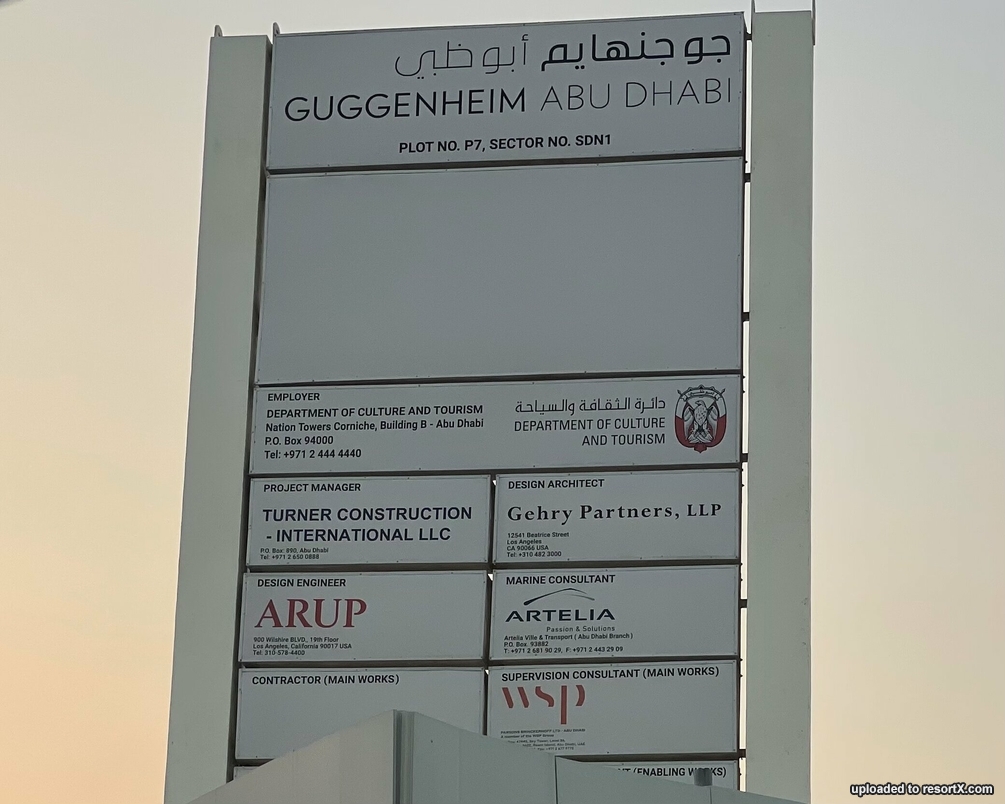 جوجنهايم أبوظبي
GUGGENHEIM ABU DHABI
PLOT NO. P7, SECTOR NO. SDN1
EMPLOYER
DEPARTMENT OF CULTURE AND TOURISM
Nation Towers Corniche, Building B - Abu Dhabi
P.O. Box 94000
Tel: +971 2 444 4440
دائرة الثقافة والسياحة
DEPARTMENT OF CULTURE
AND TOURISM
PROJECT MANAGER
TURNER CONSTRUCTION
- INTERNATIONAL LLC
P.O. Box: 890, Abu Dhabi
Tel: +971 2 650 0888
DESIGN ARCHITECT
Gehry Partners, LLP
12541 Beatrice Street
Los Angeles
CA 90066 USA
Tel: +310 482 3000
DESIGN ENGINEER
ARUP
900 Wilshire BLVD., 19th Floor
Los Angeles, California 90017 USA
Tel: 310-578-4400
MARINE CONSULTANT
ARTELIA
Passion & Solutions
Artelia Ville & Transport ( Abu Dhabi Branch )
P.O. Box. 93882
T: +971 2 681 90 29, F: +971 2 443 29 09
CONTRACTOR (MAIN WORKS)
SUPERVISION CONSULTANT (MAIN WORKS)
wsp
A member of the WSP Group
(ENABLING WORKS)
uploaded to resortX.com